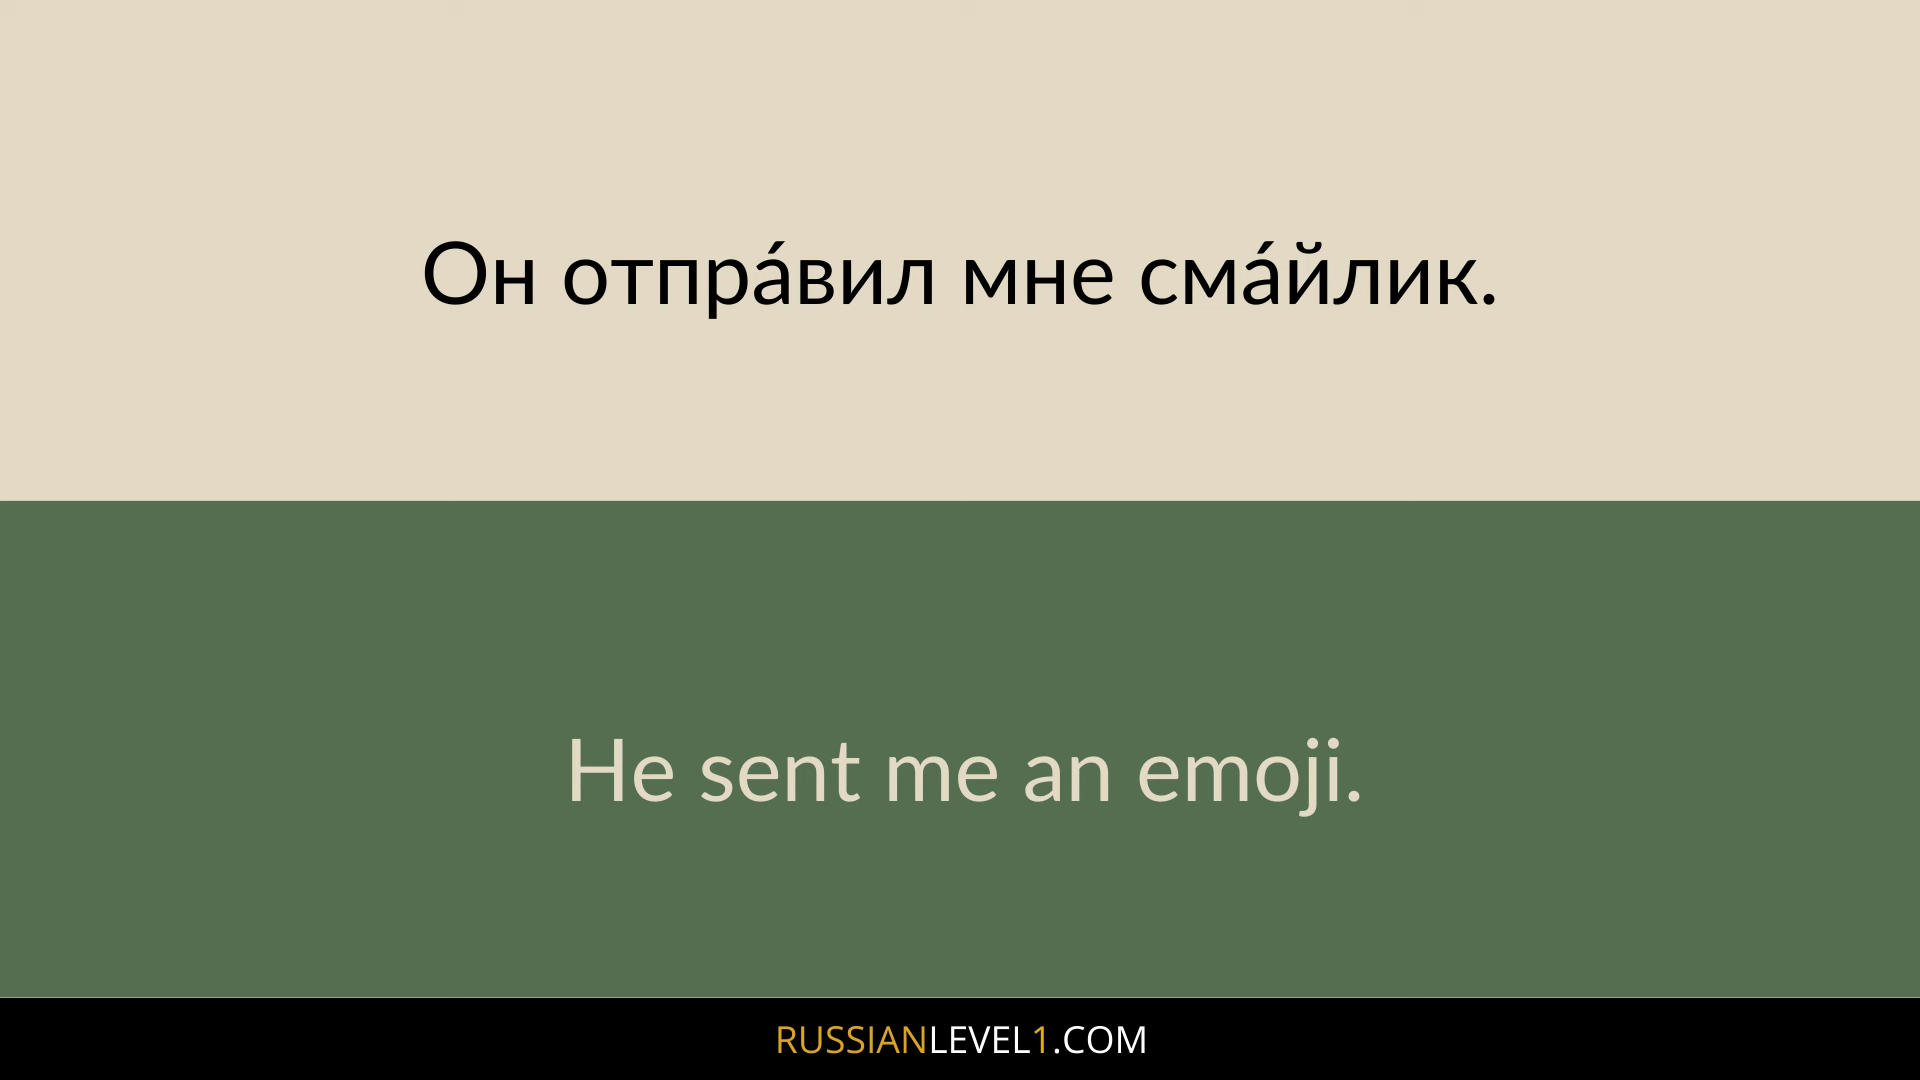 Он отпра́вил мне сма́йлик.
He sent me an emoji.
RUSSIANLEVEL1.COM